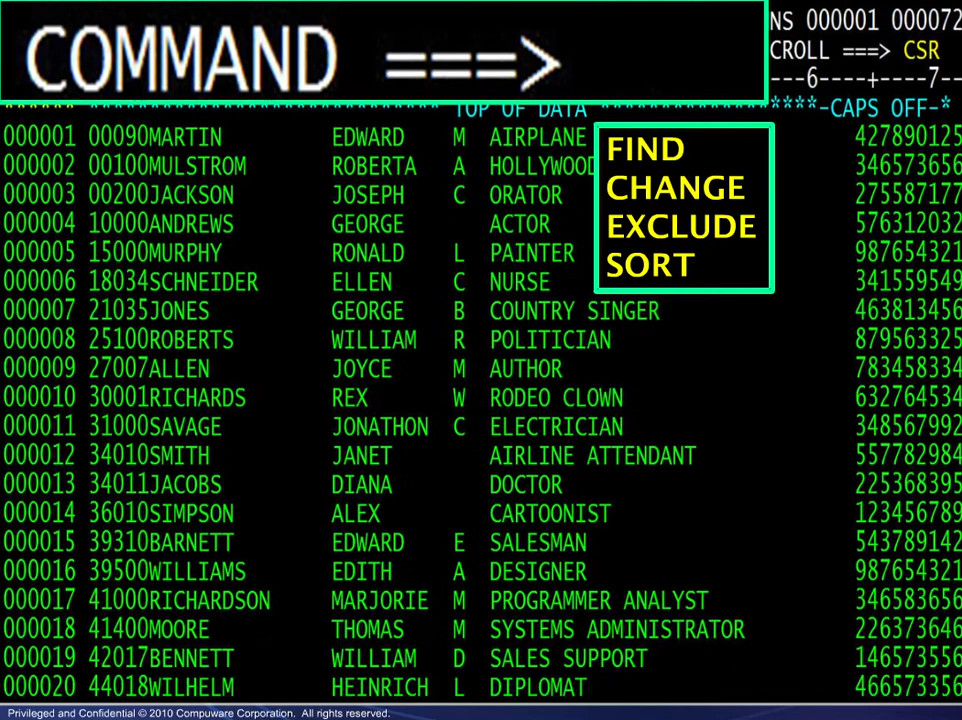 COMMAND ===>
NS 000001 000072
CROLL ===> CSR
---6----+----7--
TOP OF DATA ********************-CAPS OFF-*
000001 00090MARTIN EDWARD M AIRPLANE 427890125
000002 00100MULSTROM ROBERTA A HOLLYWOOD 346573656
000003 00200JACKSON JOSEPH C ORATOR 275587177
000004 10000ANDREWS GEORGE ACTOR 576312032
000005 15000MURPHY RONALD L PAINTER 987654321
000006 18034SCHNEIDER ELLEN C NURSE 341559549
FIND
CHANGE
EXCLUDE
SORT
000007 21035JONES GEORGE B COUNTRY SINGER 463813456
000008 25100ROBERTS WILLIAM R POLITICIAN 879563325
000009 27007ALLEN JOYCE M AUTHOR 783458334
000010 30001RICHARDS REX W RODEO CLOWN 632764534
000011 31000SAVAGE JONATHON C ELECTRICIAN 348567992
000012 34010SMITH JANET AIRLINE ATTENDANT 557782984
000013 34011JACOBS DIANA DOCTOR 225368395
000014 36010SIMPSON ALEX CARTOONIST 123456789
000015 39310BARNETT EDWARD E SALESMAN 543789142
000016 39500WILLIAMS EDITH A DESIGNER 987654321
000017 41000RICHARDSON MARJORIE M PROGRAMMER ANALYST 346583656
000018 41400MOORE THOMAS M SYSTEMS ADMINISTRATOR 226373646
000019 42017BENNETT WILLIAM D SALES SUPPORT 146573556
000020 44018WILHELM HEINRICH L DIPLOMAT 466573356
Privileged and Confidential © 2010 Compuware Corporation. All rights reserved.